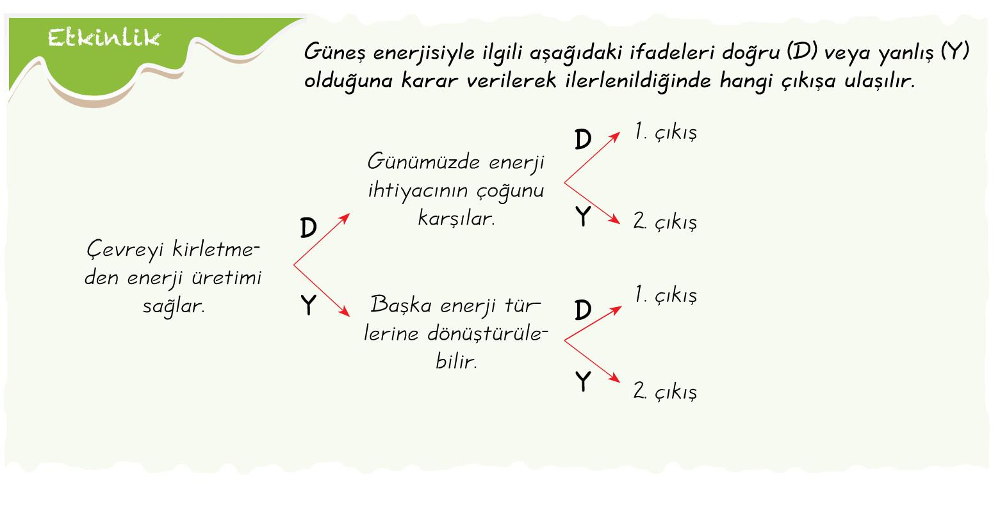 Etkinlik
Güneş enerjisiyle ilgili aşağıdaki ifadeleri doğru (D) veya yanlış (Y)
olduğuna karar verilerek ilerlenildiğinde hangi çıkışa ulaşılır.
Çevreyi kirletme-
den enerji üretimi
sağlar.
D
Y
Günümüzde enerji
ihtiyacının çoğunu
karşılar.
D
1. çıkış
Y
2. çıkış
Başka enerji tür-
lerine dönüştürüle-
bilir.
D
1. çıkış
Y
2. çıkış